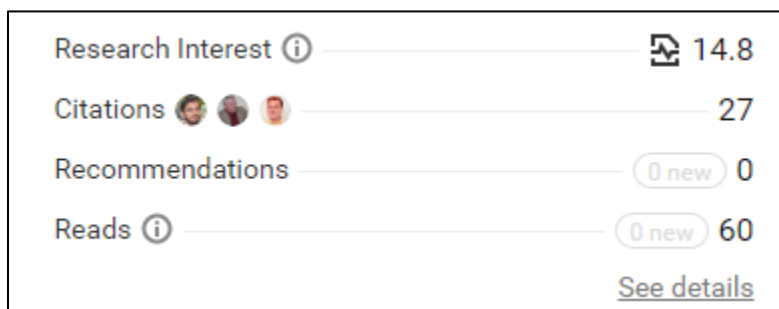 Research Interest 14.8
Citations 27
Recommendations 0 new 0
Reads 0 new 60
See details